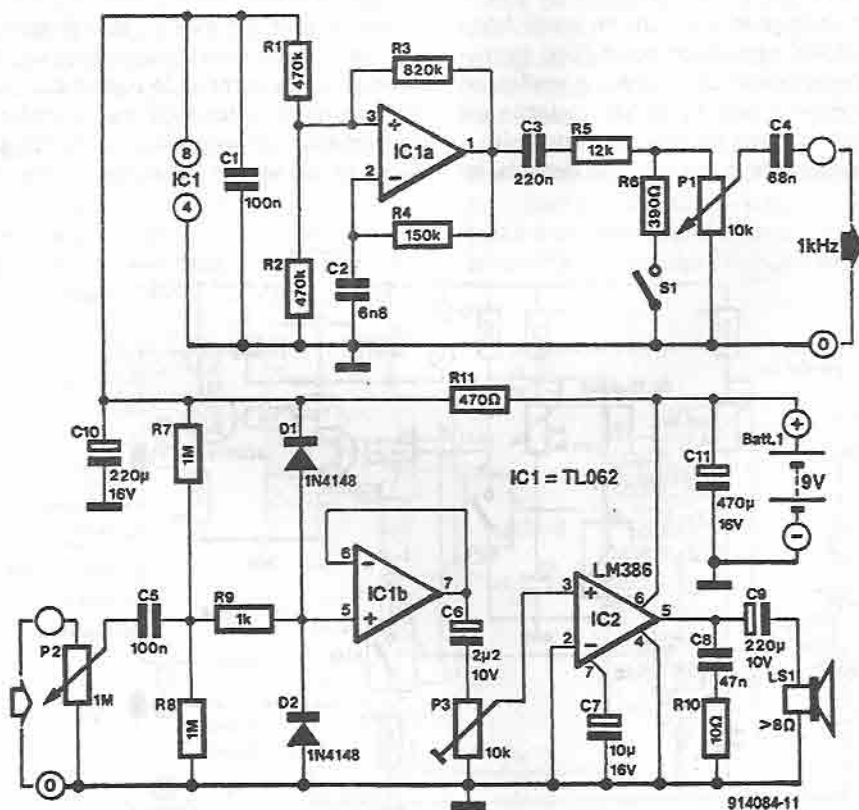 R1
470k
R3
820k
8
IC1
4
C1
100n
3
+
IC1a
1
2
−
R4
150k
C3
220n
R5
12k
R6
390Ω
P1
10k
C4
68n
1kHz
S1
0
R2
470k
C2
6n8
R11
470Ω
C10
220µ
16V
R7
1M
D1
1N4148
IC1 = TL062
C11
470µ
16V
+
Batt.1
9V
−
6
−
IC1b
7
5
+
LM386
3
+
IC2
6
5
2
−
4
7
C6
2µ2
10V
C5
100n
R9
1k
P2
1M
R8
1M
D2
1N4148
P3
10k
C7
10µ
16V
C8
47n
R10
10Ω
C9
220µ
10V
LS1
>8Ω
0
914084-11